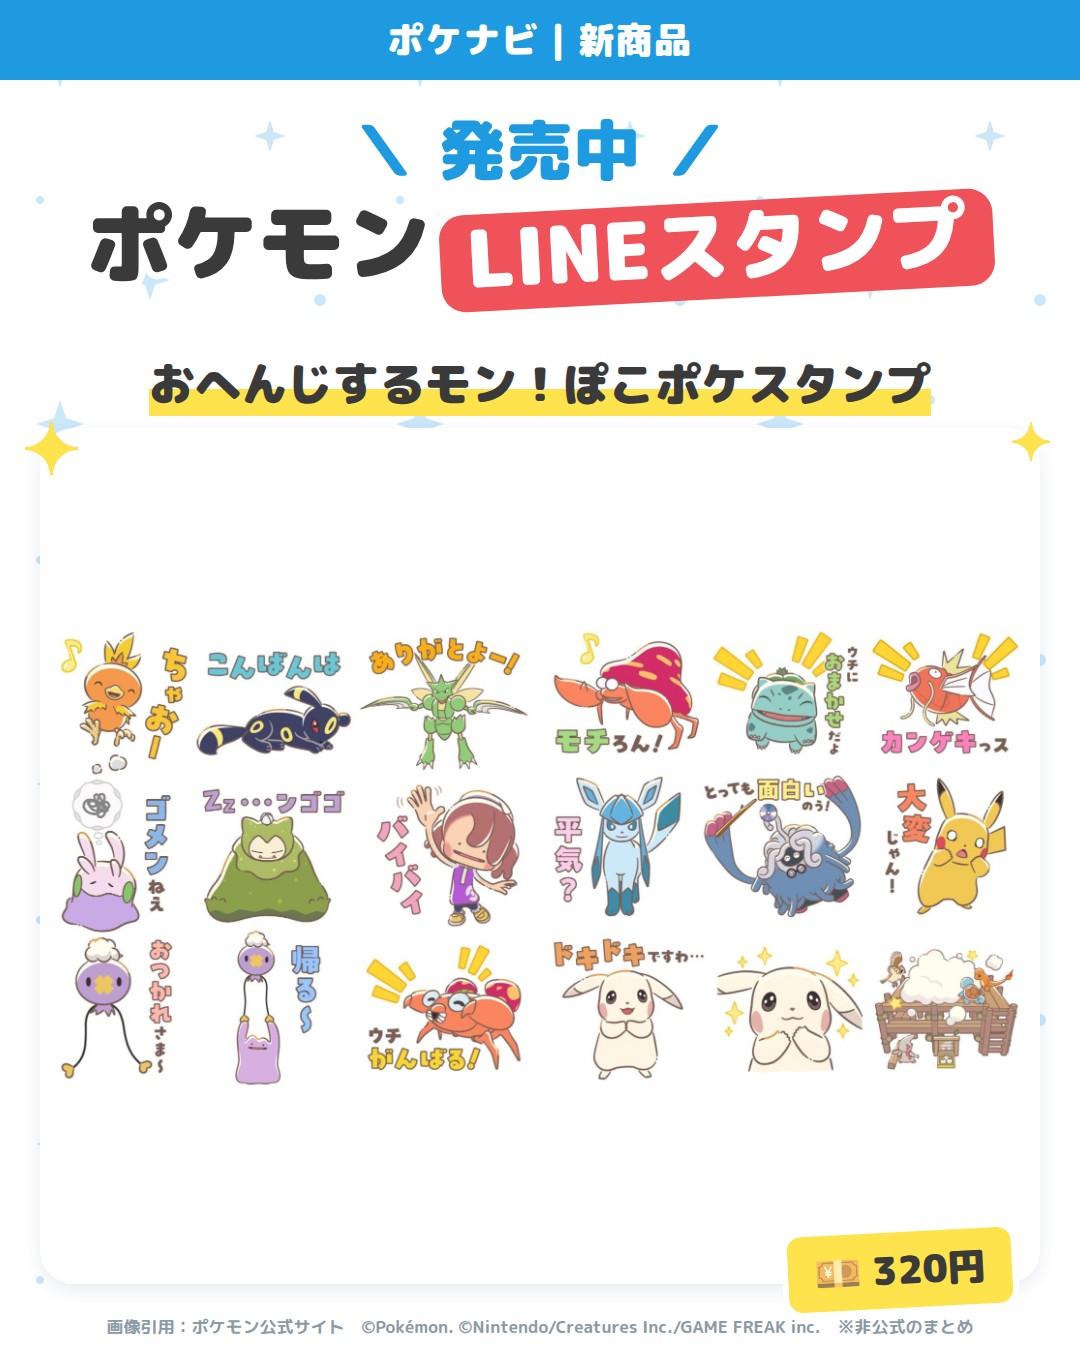 ポケナビ | 新商品
＼ 発売中 ／
ポケモン LINEスタンプ
おへんじするモン！ぽこポケスタンプ
ちゃおー
こんばんは
ありがとよー！
モチろん！
ウチにおまかせだよ
カンゲキっス
ゴメンねえ
Zz…ンゴゴ
バイバイ
平気？
とっても面白いのう！
大変じゃん！
おつかれさま～
帰る～
ウチがんばる！
ドキドキですわ…
320円
画像引用：ポケモン公式サイト ©Pokémon. ©Nintendo/Creatures Inc./GAME FREAK inc. ※非公式のまとめ